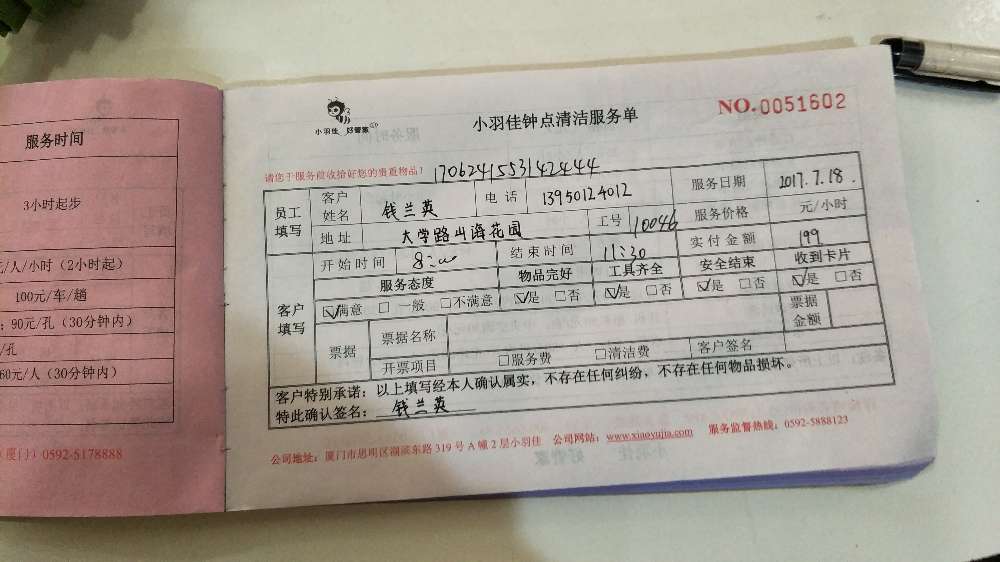 服务时间
3小时起步
元/人/小时（2小时起）
100元/车/趟
；90元/孔（30分钟内）
/孔
60元/人（30分钟内）
（厦门）0592-5178888
小羽佳 好管家
小羽佳钟点清洁服务单
NO.0051602
请您于服务前收拾好您的贵重物品！ 170624155314 2444
员工填写 客户姓名 钱兰英 电话 13950124012 服务日期 2017.7.18.
地址 大学路山海花园 工号 10046 服务价格 元/小时
客户填写 开始时间 8:00 结束时间 11:30 实付金额 199
服务态度 物品完好 工具齐全 安全结束 收到卡片
☑满意 □一般 □不满意 ☑是 □否 ☑是 □否 ☑是 □否 ☑是 □否
票据 票据名称 票据金额
开票项目 □服务费 □清洁费 客户签名
客户特别承诺：以上填写经本人确认属实，不存在任何纠纷，不存在任何物品损坏。
特此确认签名： 钱兰英
公司地址：厦门市思明区湖滨东路319号A幢2层小羽佳 公司网站：www.xiaoyujia.com 服务监督热线：0592-5888123